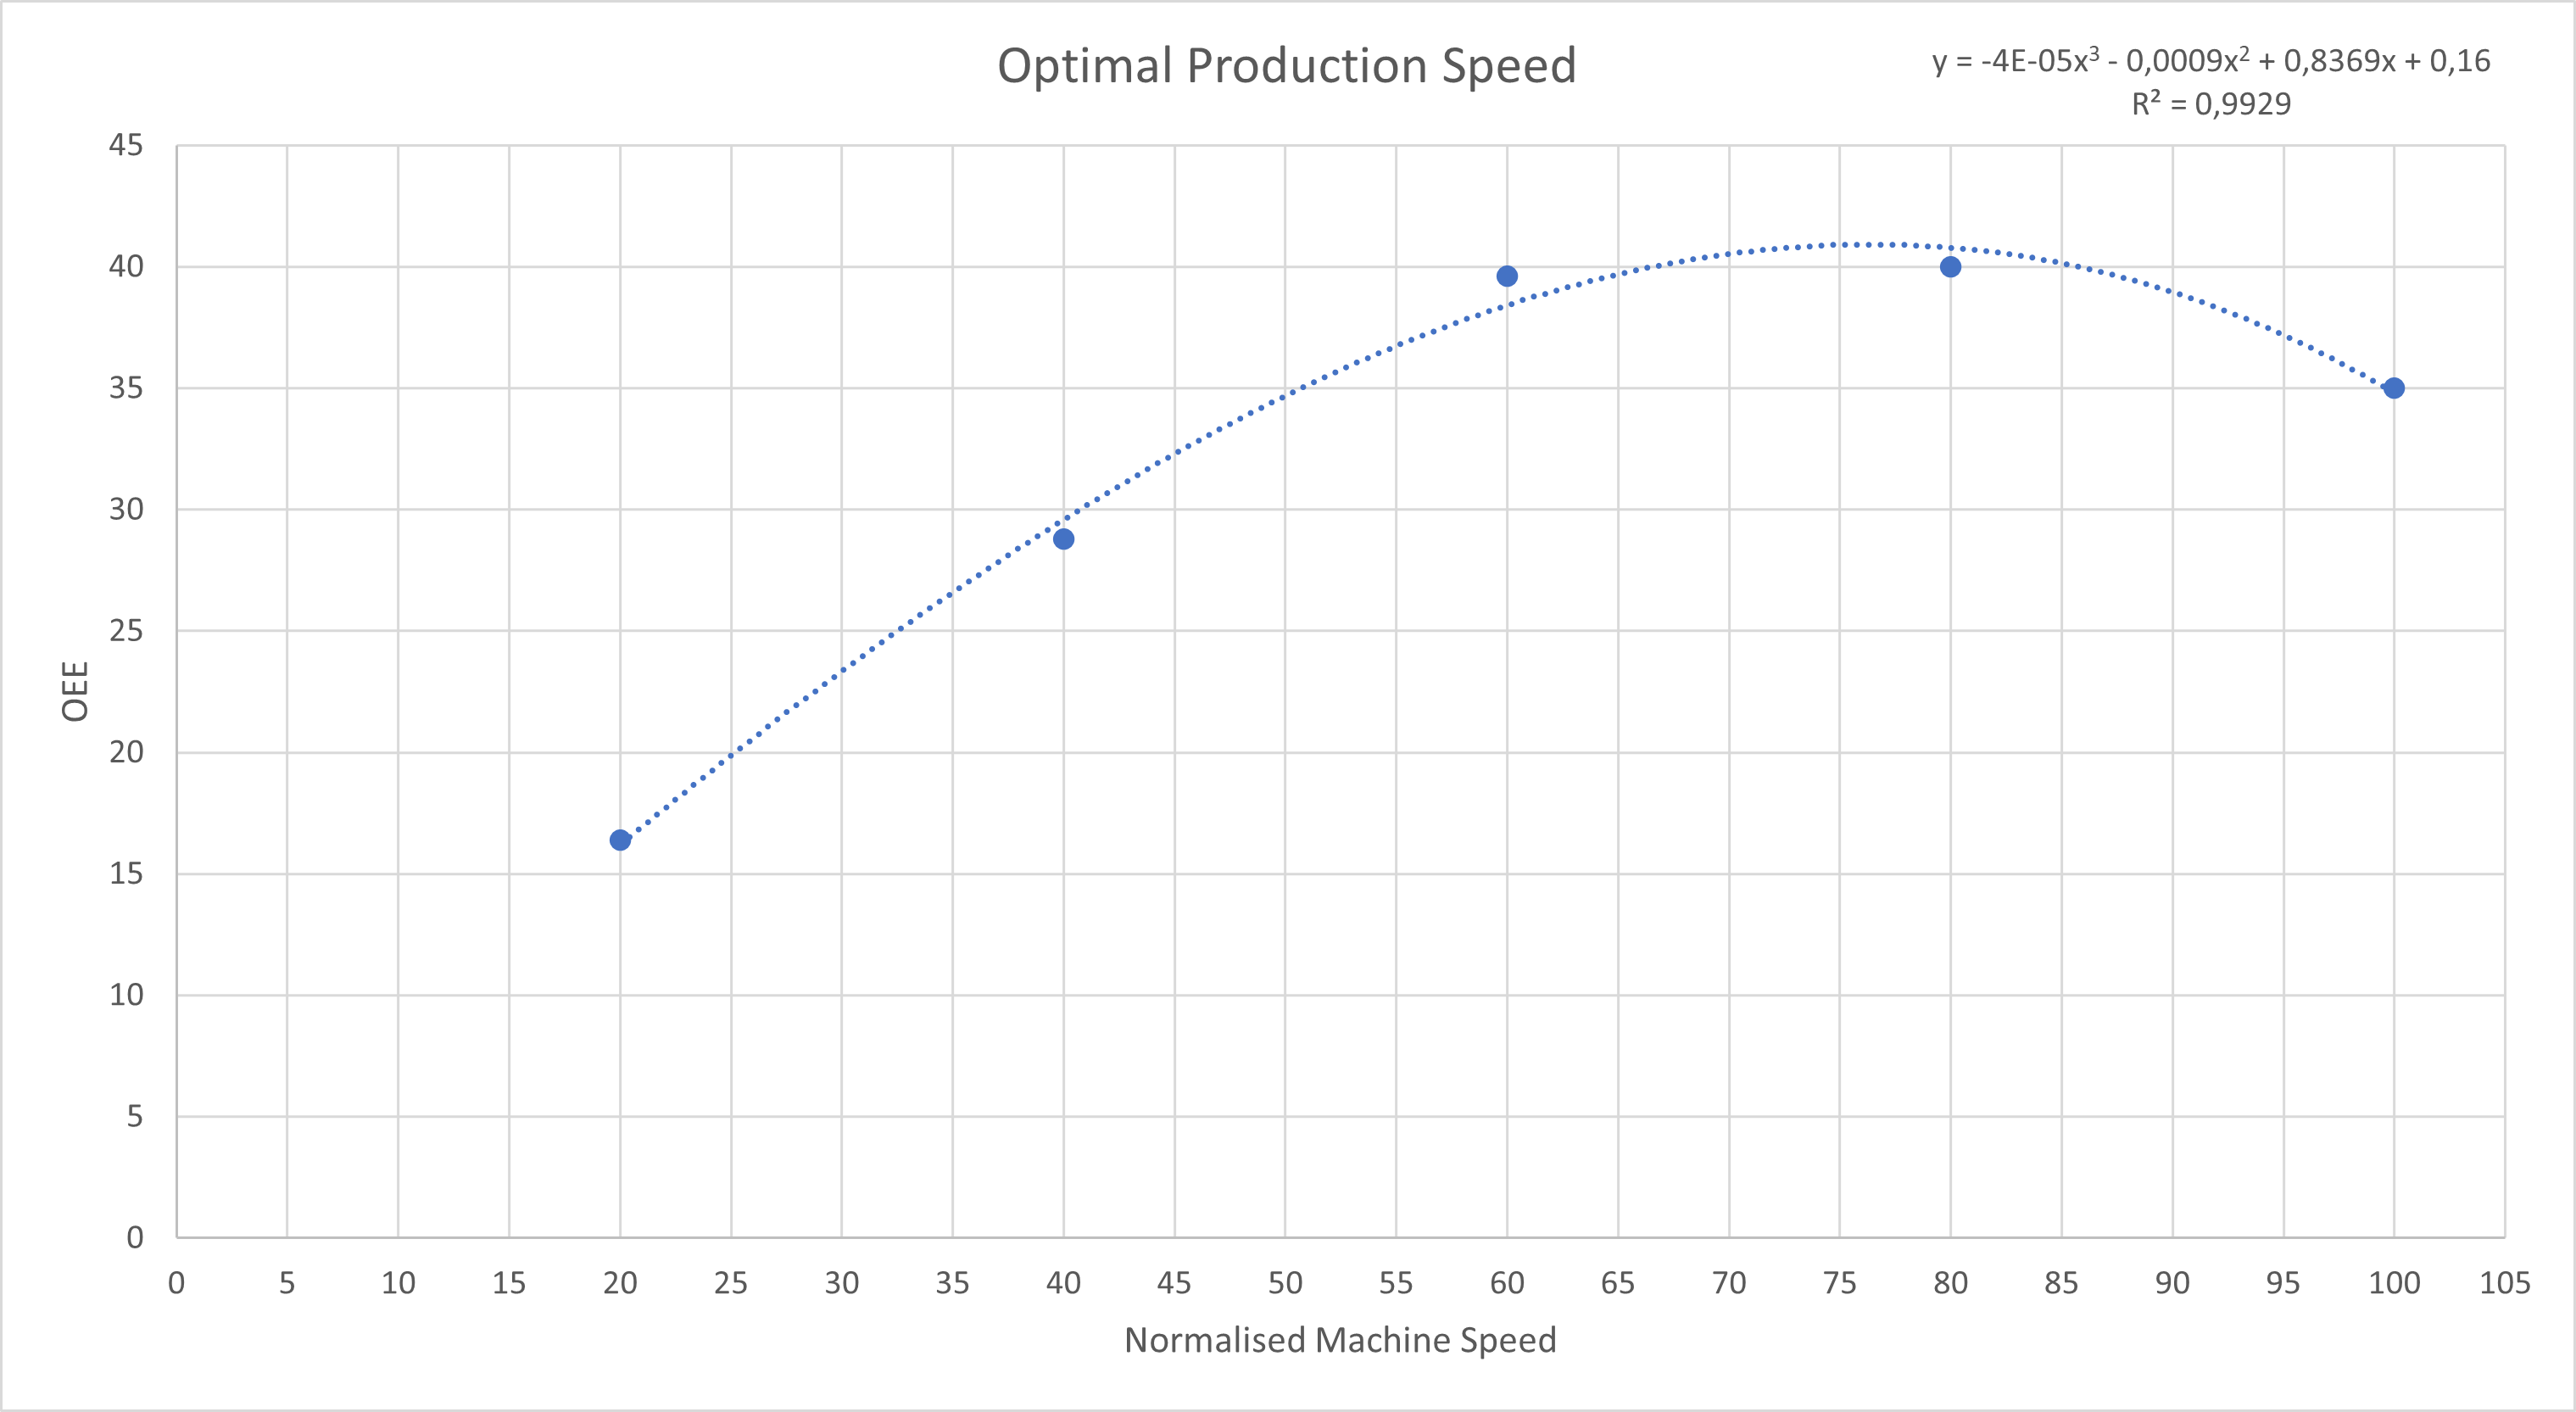 Optimal Production Speed
y = -4E-05x³ - 0,0009x² + 0,8369x + 0,16
R² = 0,9929
45
40
35
30
25
20
15
10
5
0
OEE
0 5 10 15 20 25 30 35 40 45 50 55 60 65 70 75 80 85 90 95 100 105
Normalised Machine Speed